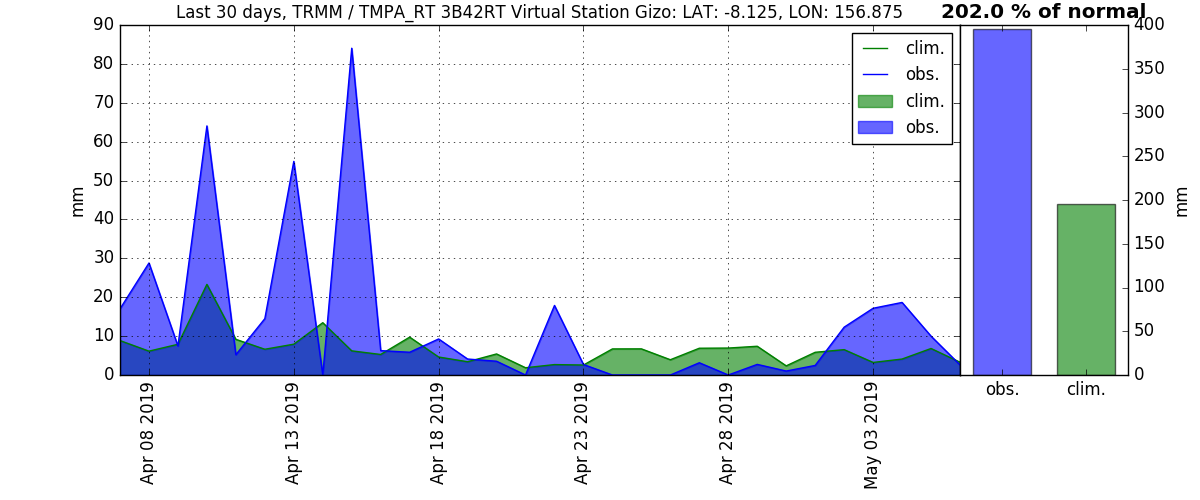 Last 30 days, TRMM / TMPA_RT 3B42RT Virtual Station Gizo: LAT: -8.125, LON: 156.875
202.0 % of normal
90
80
70
60
50
40
30
20
10
0
mm
clim.
obs.
clim.
obs.
Apr 08 2019
Apr 13 2019
Apr 18 2019
Apr 23 2019
Apr 28 2019
May 03 2019
400
350
300
250
200
150
100
50
0
mm
obs.
clim.